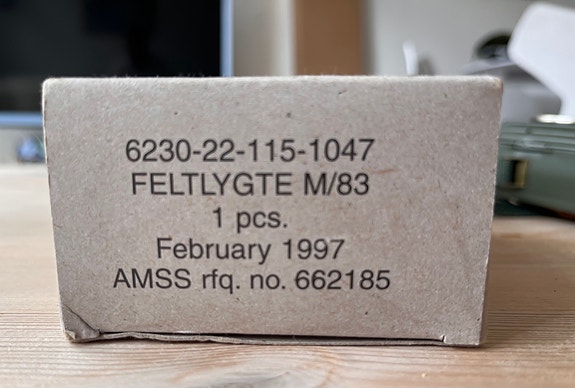 6230-22-115-1047
FELTLYGTE M/83
1 pcs.
February 1997
AMSS rfq. no. 662185